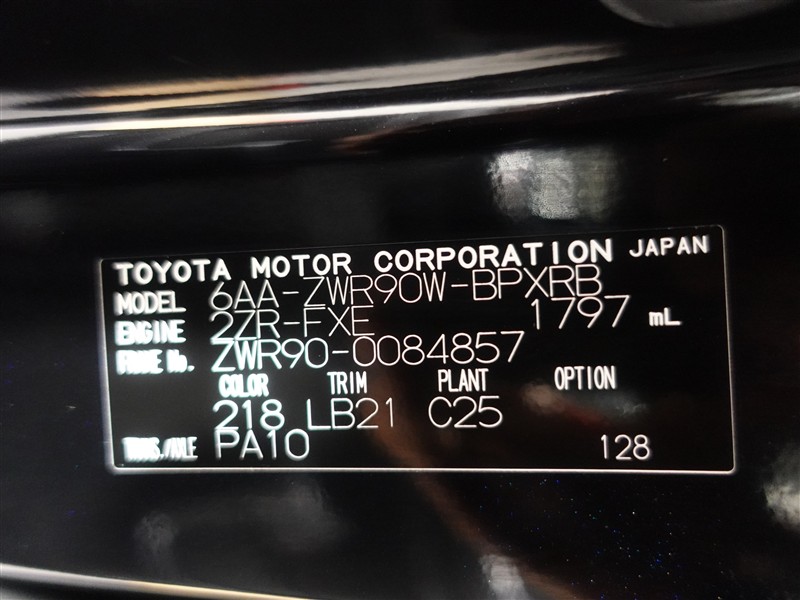 TOYOTA MOTOR CORPORATION JAPAN
MODEL 6AA-ZWR90W-BPXRB
ENGINE 2ZR-FXE 1797 mL
FRAME No. ZWR90-0084857
COLOR TRIM PLANT OPTION
218 LB21 C25
TRANS./AXLE PA10 128